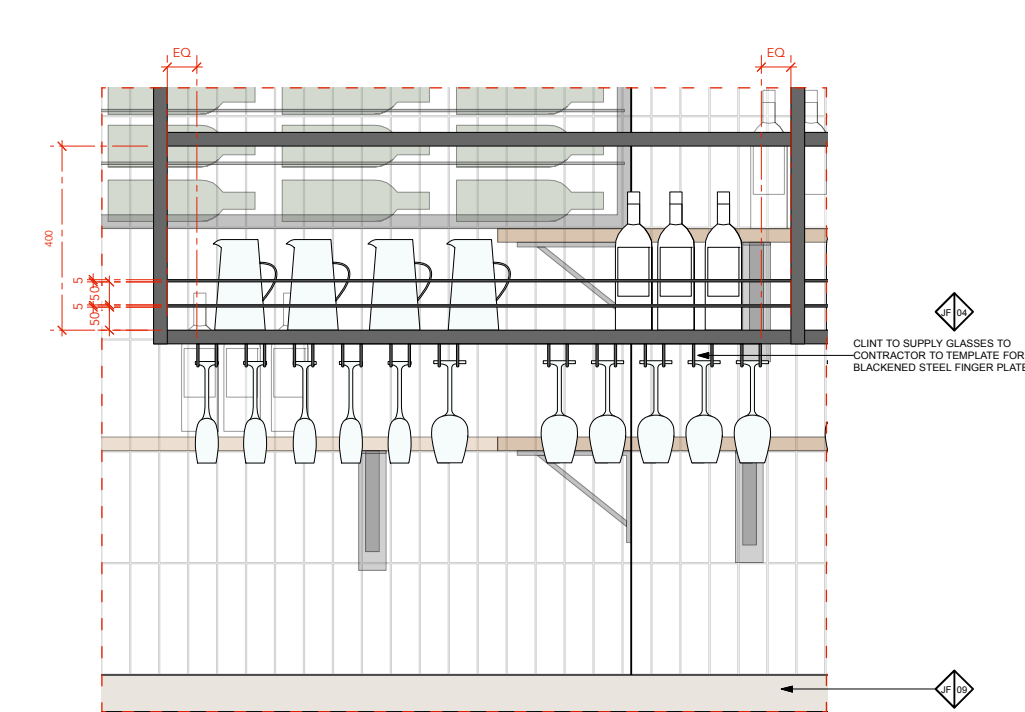 EQ
EQ
400
5
50
5
50
JF 04
CLINT TO SUPPLY GLASSES TO
CONTRACTOR TO TEMPLATE FOR
BLACKENED STEEL FINGER PLATE
JF 09